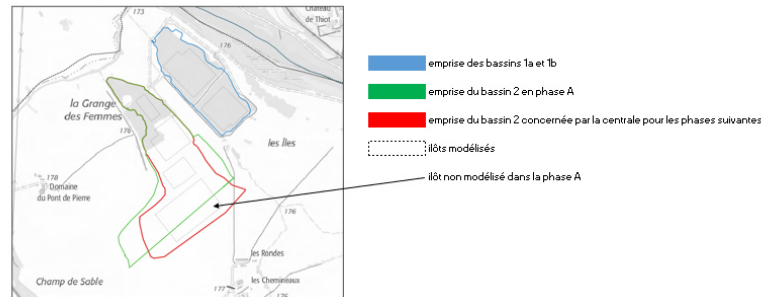 173
Château
de Thiot
176
la Grange
des Femmes
176
les Îles
178
Domaine
du Pont de Pierre
176
les Rondes
Champ de Sable
les Chemineaux
177
176
emprise des bassins 1a et 1b
emprise du bassin 2 en phase A
emprise du bassin 2 concernée par la centrale pour les phases suivantes
ilôts modélisés
ilôt non modélisé dans la phase A